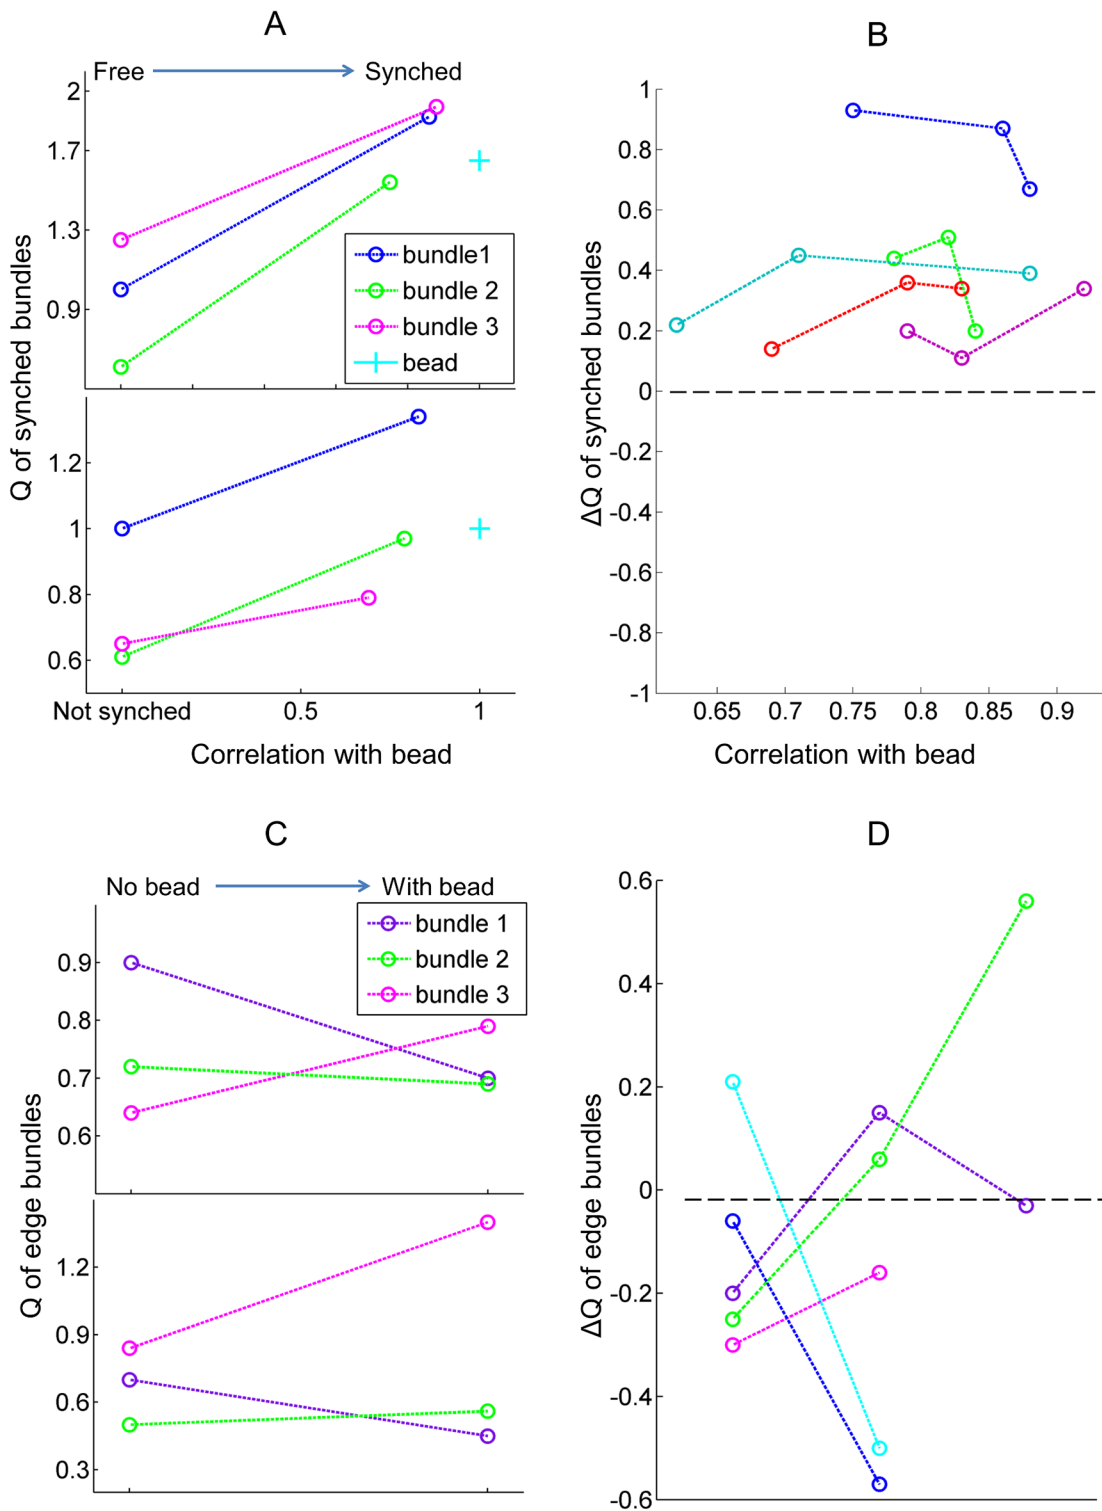 A
Free
Synched
2
1.7
1.3
0.9
bundle1
bundle 2
bundle 3
bead
1.2
1
0.8
0.6
Not synched
0.5
1
Q of synched bundles
Correlation with bead
B
1
0.8
0.6
0.4
0.2
0
-0.2
-0.4
-0.6
-0.8
-1
0.65
0.7
0.75
0.8
0.85
0.9
ΔQ of synched bundles
Correlation with bead
C
No bead
With bead
bundle 1
bundle 2
bundle 3
0.9
0.8
0.7
0.6
1.2
0.9
0.6
0.3
Q of edge bundles
D
0.6
0.4
0.2
0
-0.2
-0.4
-0.6
ΔQ of edge bundles